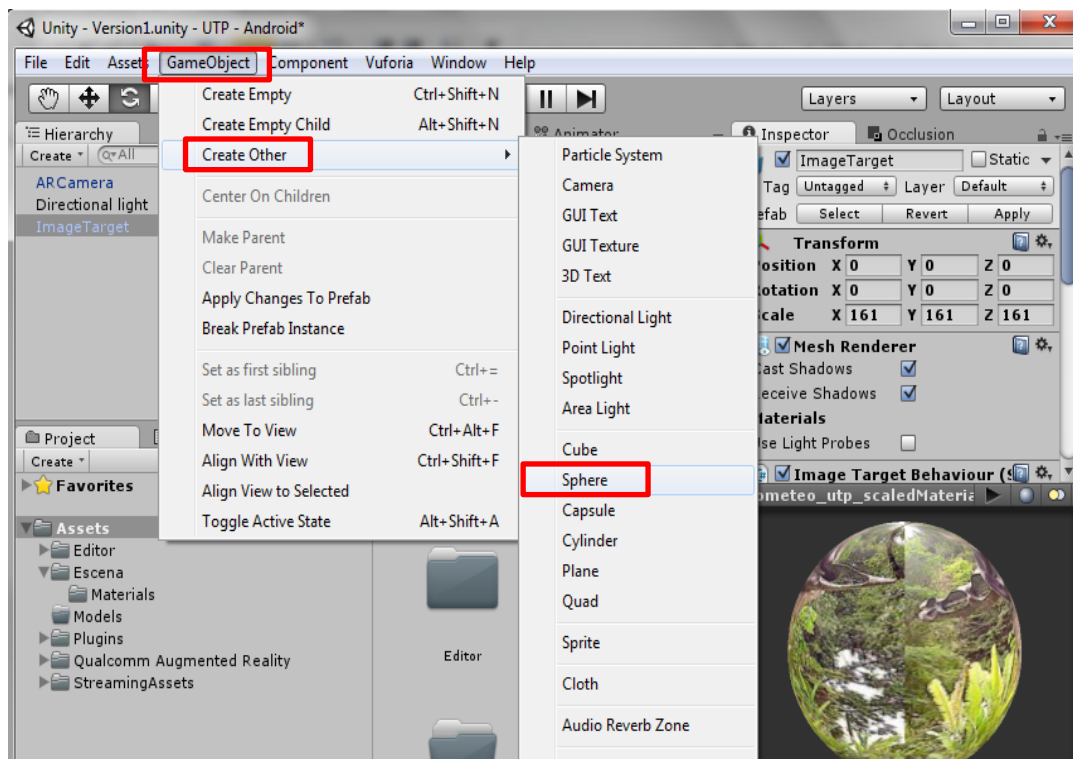 Unity - Version1.unity - UTP - Android*
File Edit Assets GameObject Component Vuforia Window Help
Layers Layout
Hierarchy
Create All
ARCamera
Directional light
ImageTarget
Create Empty Ctrl+Shift+N
Create Empty Child Alt+Shift+N
Create Other
Center On Children
Make Parent
Clear Parent
Apply Changes To Prefab
Break Prefab Instance
Set as first sibling Ctrl+=
Set as last sibling Ctrl+-
Move To View Ctrl+Alt+F
Align With View Ctrl+Shift+F
Align View to Selected
Toggle Active State Alt+Shift+A
Animator
Particle System
Camera
GUI Text
GUI Texture
3D Text
Directional Light
Point Light
Spotlight
Area Light
Cube
Sphere
Capsule
Cylinder
Plane
Quad
Sprite
Cloth
Audio Reverb Zone
Inspector Occlusion
ImageTarget Static
Tag Untagged Layer Default
efab Select Revert Apply
Transform
osition X 0 Y 0 Z 0
otation X 0 Y 0 Z 0
cale X 161 Y 161 Z 161
Mesh Renderer
Cast Shadows
eceive Shadows
Materials
Use Light Probes
Image Target Behaviour (S
ometeo_utp_scaledMateria
Project
Create
Favorites
Assets
Editor
Escena
Materials
Models
Plugins
Qualcomm Augmented Reality
StreamingAssets
Editor